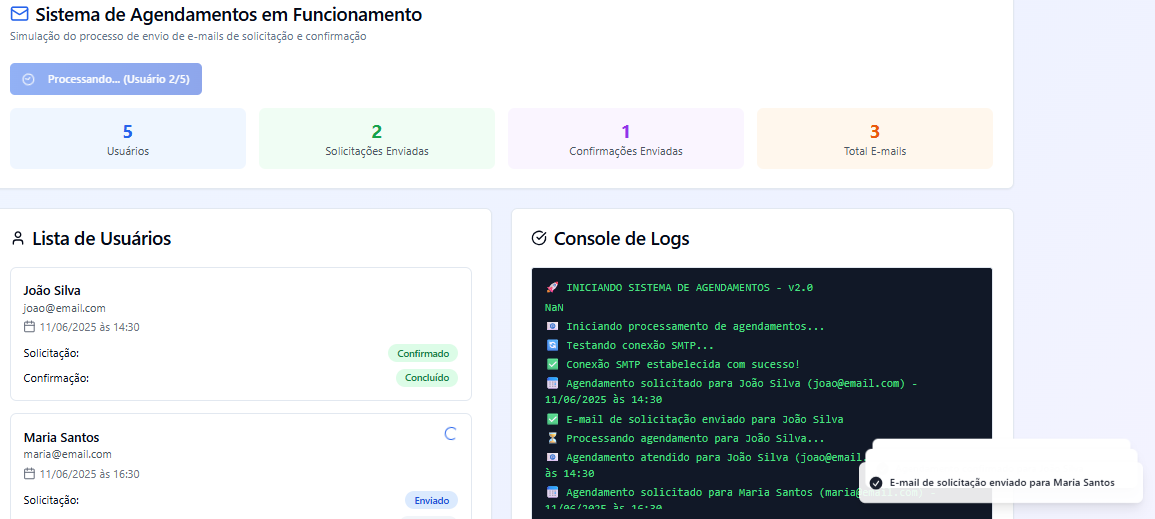 Sistema de Agendamentos em Funcionamento
Simulação do processo de envio de e-mails de solicitação e confirmação
Processando... (Usuário 2/5)
5
Usuários
2
Solicitações Enviadas
1
Confirmações Enviadas
3
Total E-mails
Lista de Usuários
João Silva
joao@email.com
11/06/2025 às 14:30
Solicitação:
Confirmado
Confirmação:
Concluído
Maria Santos
maria@email.com
11/06/2025 às 16:30
Solicitação:
Enviado
Console de Logs
INICIANDO SISTEMA DE AGENDAMENTOS - v2.0
NaN
Iniciando processamento de agendamentos...
Testando conexão SMTP...
Conexão SMTP estabelecida com sucesso!
Agendamento solicitado para João Silva (joao@email.com) -
11/06/2025 às 14:30
E-mail de solicitação enviado para João Silva
Processando agendamento para João Silva...
Agendamento atendido para João Silva (joao@email.
às 14:30
Agendamento solicitado para Maria Santos (maria@email.com) -
11/06/2025 às 16:30
E-mail de solicitação enviado para Maria Santos